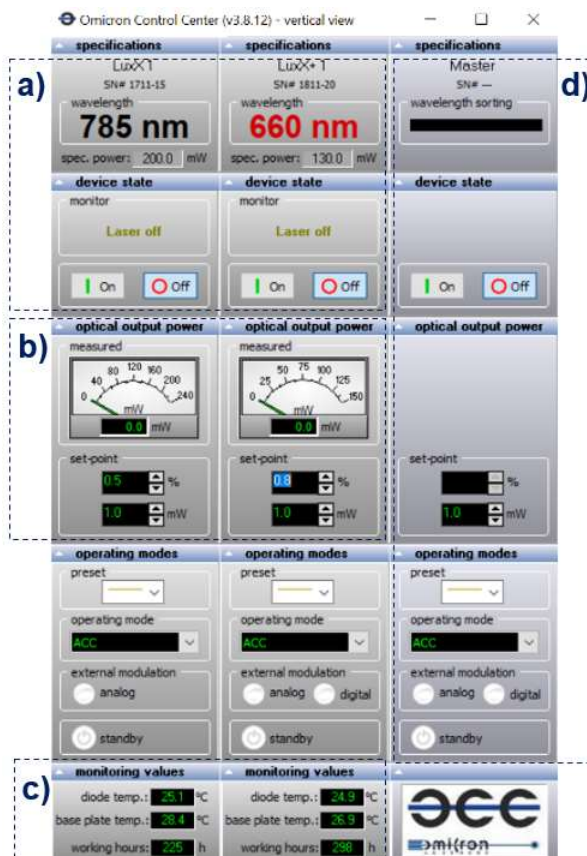 Omicron Control Center (v3.8.12) - vertical view
specifications specifications specifications
a) LuxX 1 LuxX+ 1 Master d)
SN# 1711-15 SN# 1811-20 SN# ---
wavelength wavelength wavelength sorting
785 nm 660 nm
spec. power: 200.0 mW spec. power: 130.0 mW
device state device state device state
monitor monitor
Laser off Laser off
On Off On Off On Off
b) optical output power optical output power optical output power
measured measured
0 40 80 120 160 200 240 0 25 50 75 100 125 150
mW mW
0.0 mW 0.0 mW
set-point set-point set-point
0.5 % 0.8 % %
1.0 mW 1.0 mW 1.0 mW
operating modes operating modes operating modes
preset preset preset
operating mode operating mode operating mode
ACC ACC ACC
external modulation external modulation external modulation
analog analog digital analog digital
standby standby standby
c) monitoring values monitoring values
diode temp.: 25.1 °C diode temp.: 24.9 °C
base plate temp.: 28.4 °C base plate temp.: 26.9 °C
working hours: 225 h working hours: 298 h
OCC
omicron